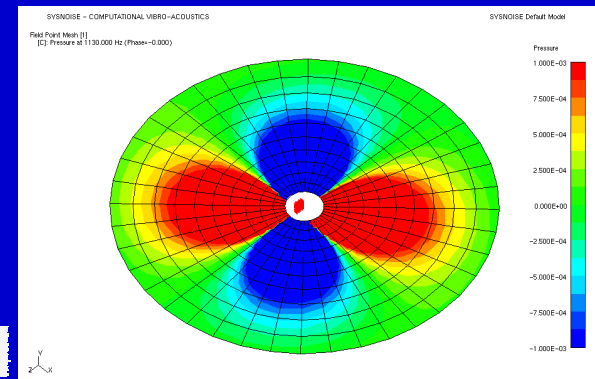 SYSNOISE - COMPUTATIONAL VIBRO-ACOUSTICS
SYSNOISE Default Model
Field Point Mesh [1]
[C]: Pressure at 1130.000 Hz (Phase=-0.000)
Pressure
1.000E-03
7.500E-04
5.000E-04
2.500E-04
0.000E+00
-2.500E-04
-5.000E-04
-7.500E-04
-1.000E-03
Y
Z X